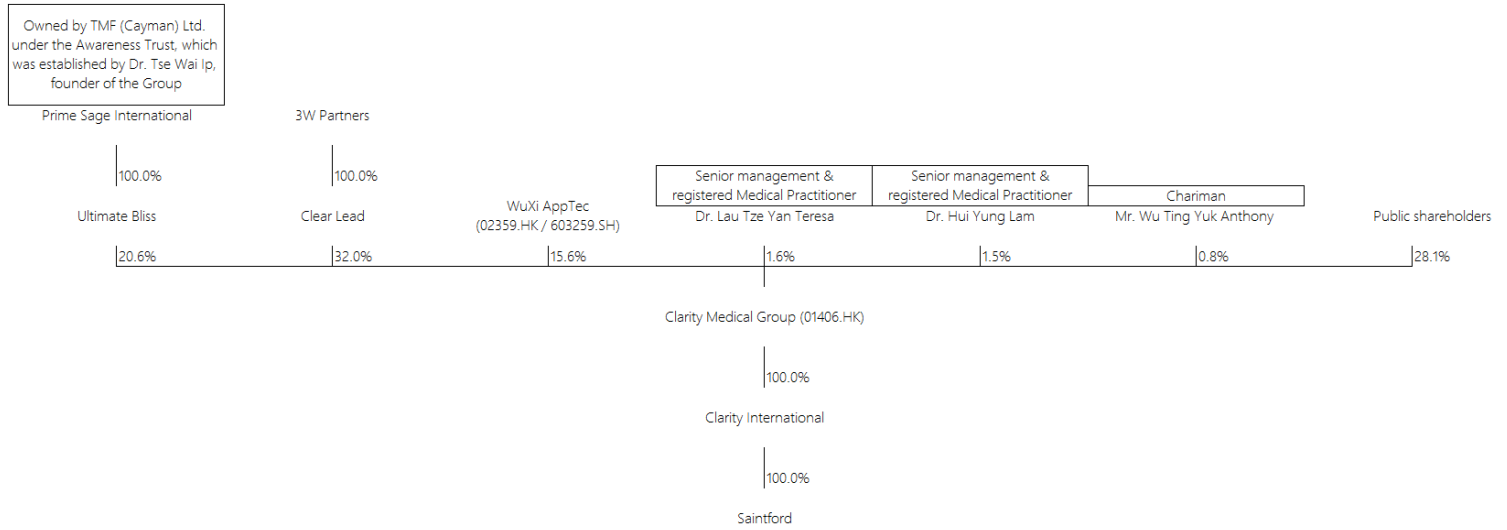 Owned by TMF (Cayman) Ltd.
under the Awareness Trust, which
was established by Dr. Tse Wai Ip,
founder of the Group
Prime Sage International
3W Partners
100.0%
100.0%
Senior management &
registered Medical Practitioner
Senior management &
registered Medical Practitioner
Chariman
Ultimate Bliss
Clear Lead
WuXi AppTec
(02359.HK / 603259.SH)
Dr. Lau Tze Yan Teresa
Dr. Hui Yung Lam
Mr. Wu Ting Yuk Anthony
Public shareholders
20.6%
32.0%
15.6%
1.6%
1.5%
0.8%
28.1%
Clarity Medical Group (01406.HK)
100.0%
Clarity International
100.0%
Saintford